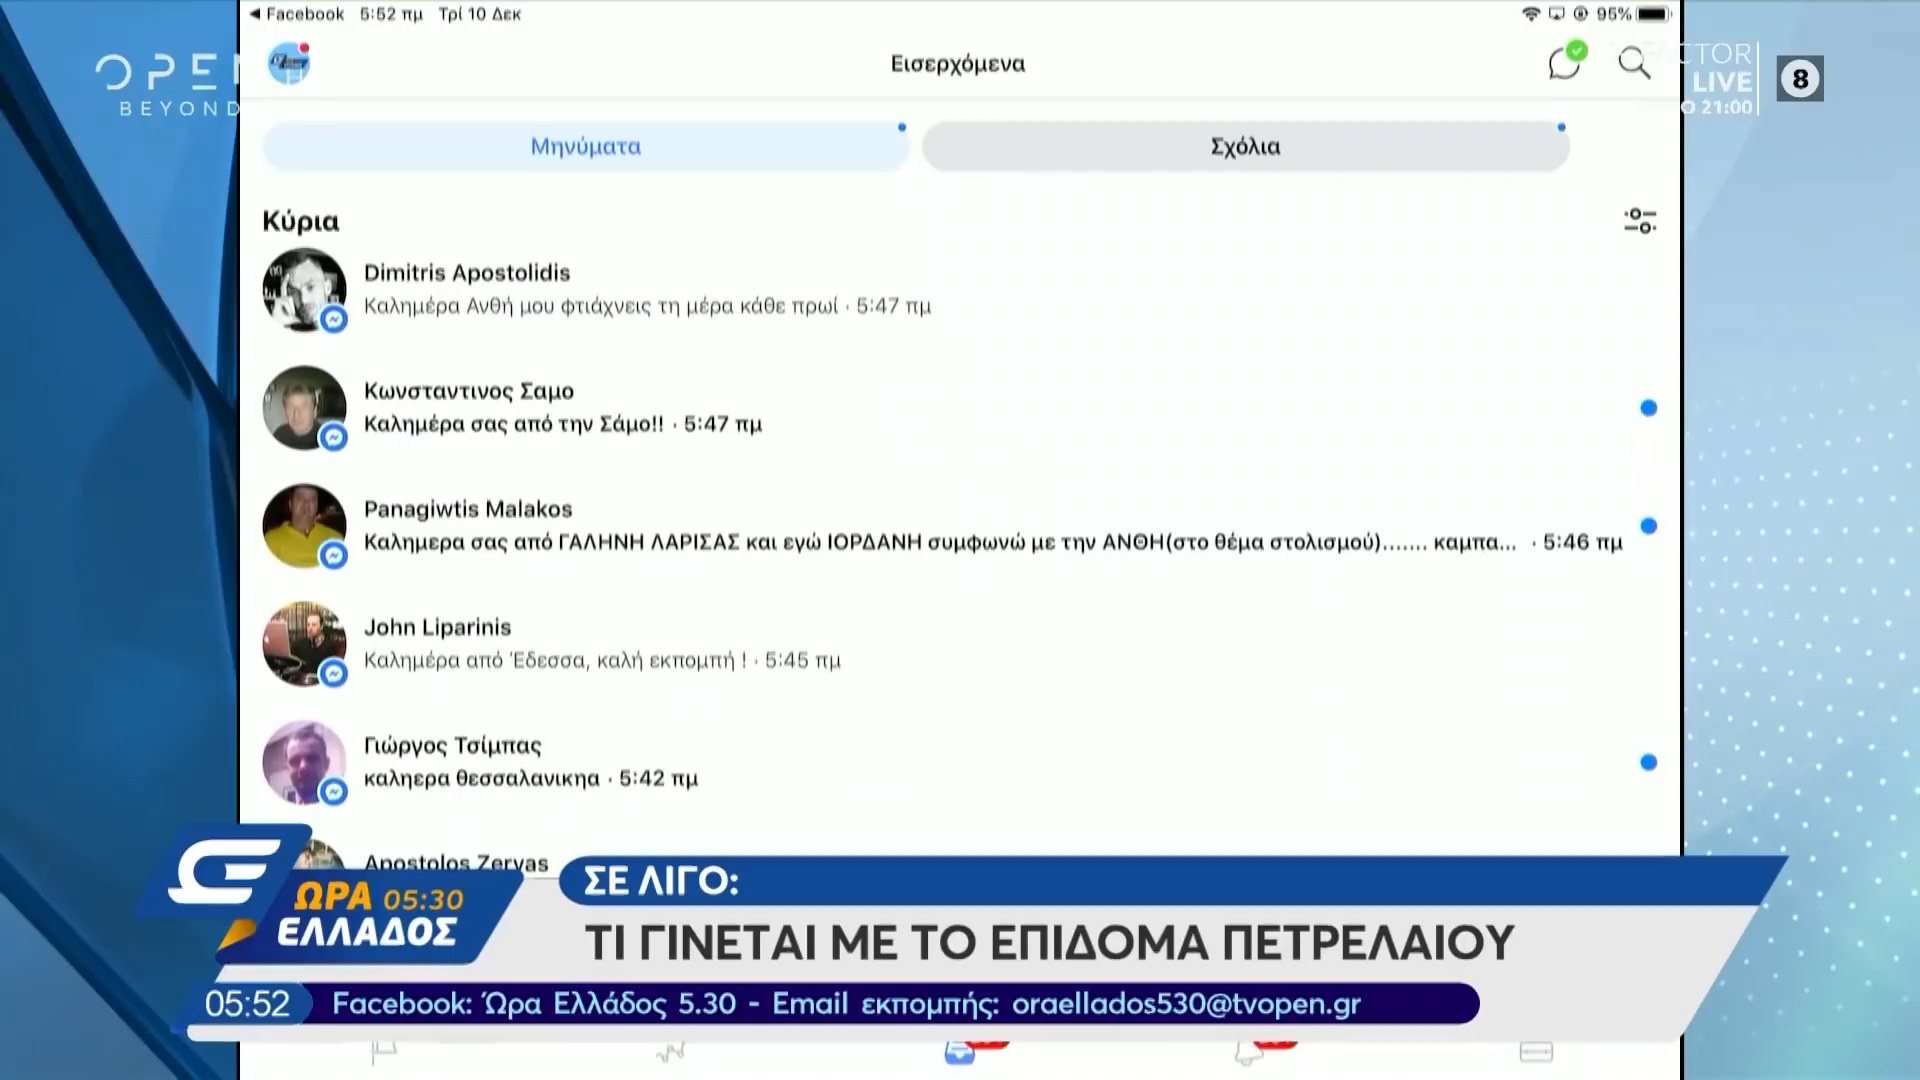 Facebook 5:52 πμ Τρί 10 Δεκ
95%
OPEN
BEYOND
Εισερχόμενα
LIVE
21:00
8
Μηνύματα
Σχόλια
Κύρια
Dimitris Apostolidis
Καλημέρα Ανθή μου φτιάχνεις τη μέρα κάθε πρωί · 5:47 πμ
Κωνσταντινος Σαμο
Καλημέρα σας από την Σάμο!! · 5:47 πμ
Panagiwtis Malakos
Καλημερα σας από ΓΑΛΗΝΗ ΛΑΡΙΣΑΣ και εγώ ΙΟΡΔΑΝΗ συμφωνώ με την ΑΝΘΗ(στο θέμα στολισμού)....... καμπα... · 5:46 πμ
John Liparinis
Καλημέρα από Έδεσσα, καλή εκπομπή ! · 5:45 πμ
Γιώργος Τσίμπας
καληερα θεσσαλανικηα · 5:42 πμ
Apostolos Zervas
ΩΡΑ 05:30
ΕΛΛΑΔΟΣ
ΣΕ ΛΙΓΟ:
ΤΙ ΓΙΝΕΤΑΙ ΜΕ ΤΟ ΕΠΙΔΟΜΑ ΠΕΤΡΕΛΑΙΟΥ
05:52
Facebook: Ώρα Ελλάδος 5.30 - Email εκπομπής: oraellados530@tvopen.gr